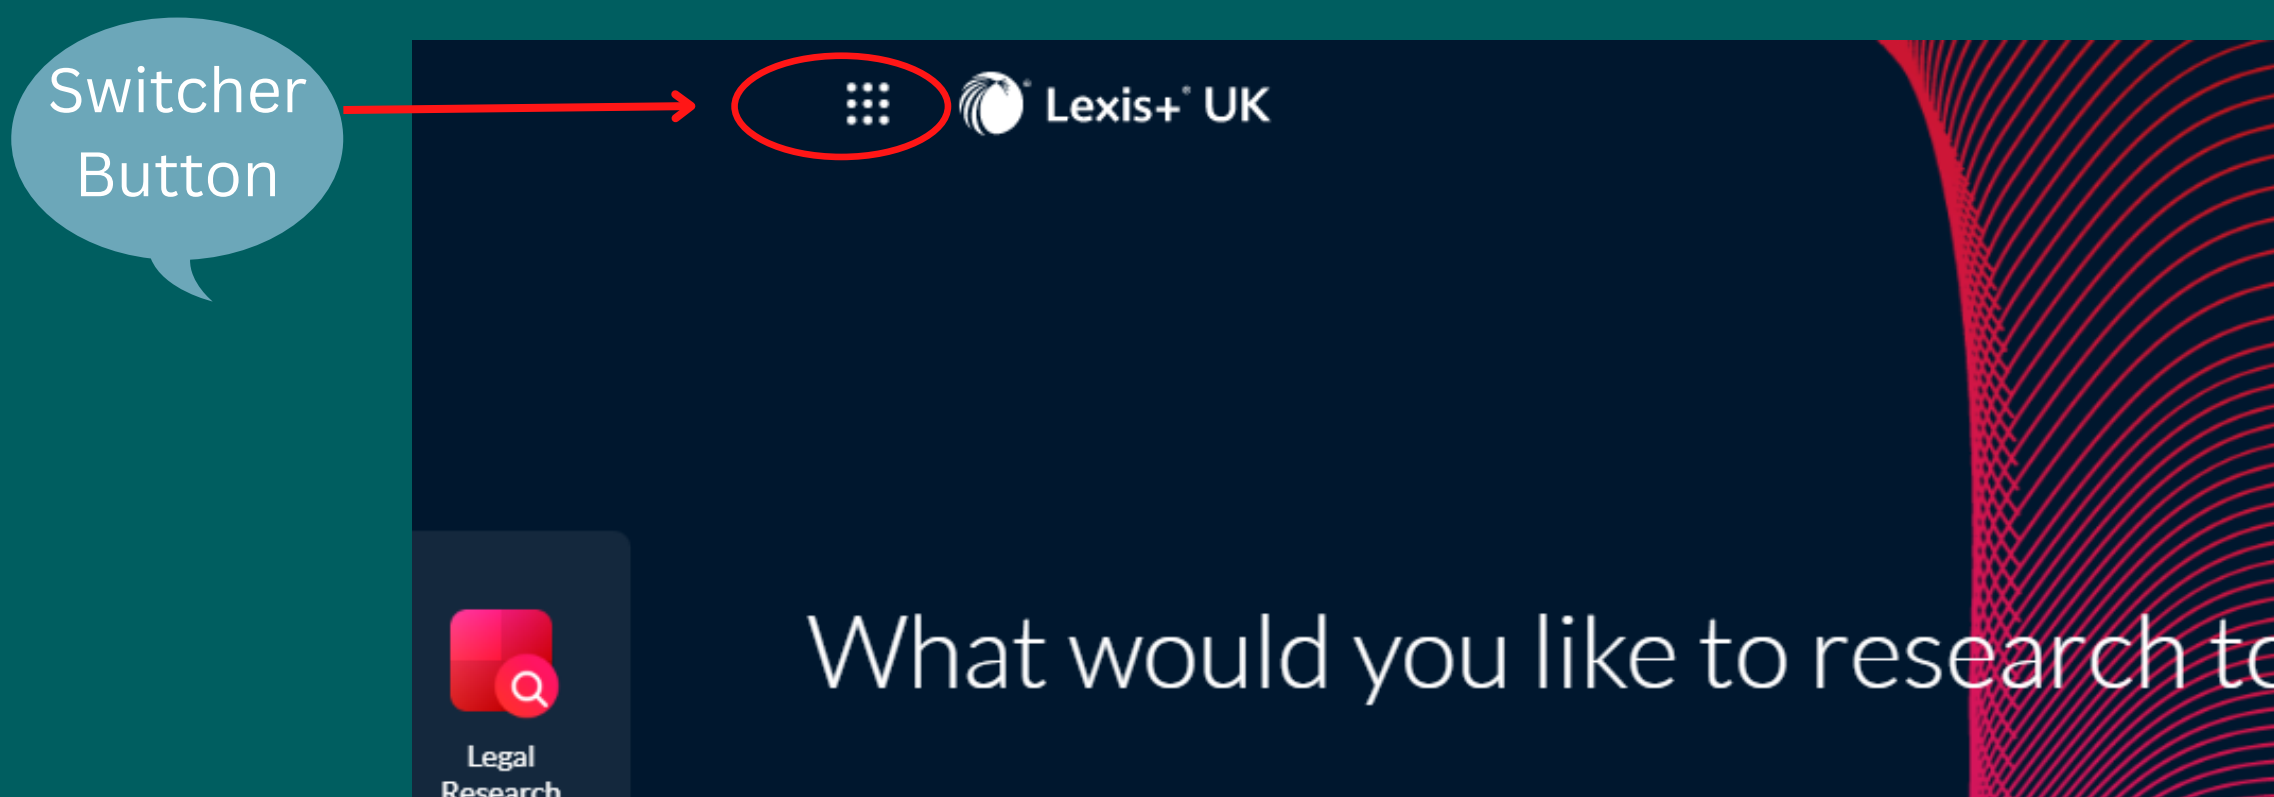 Switcher
Button
Lexis+® UK
What would you like to research
Legal
Research